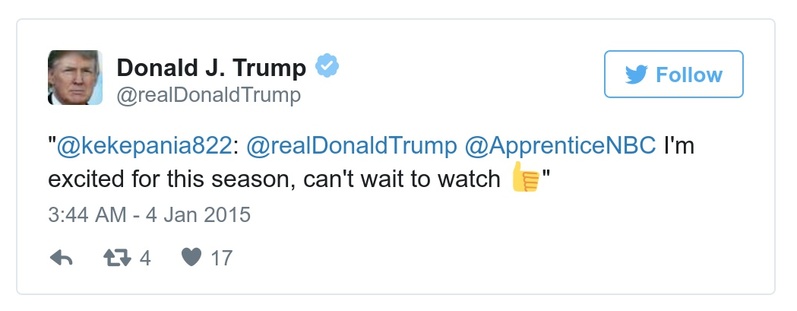 Donald J. Trump
@realDonaldTrump
Follow
"@kekepania822: @realDonaldTrump @ApprenticeNBC I'm
excited for this season, can't wait to watch 👍"
3:44 AM - 4 Jan 2015
4 17